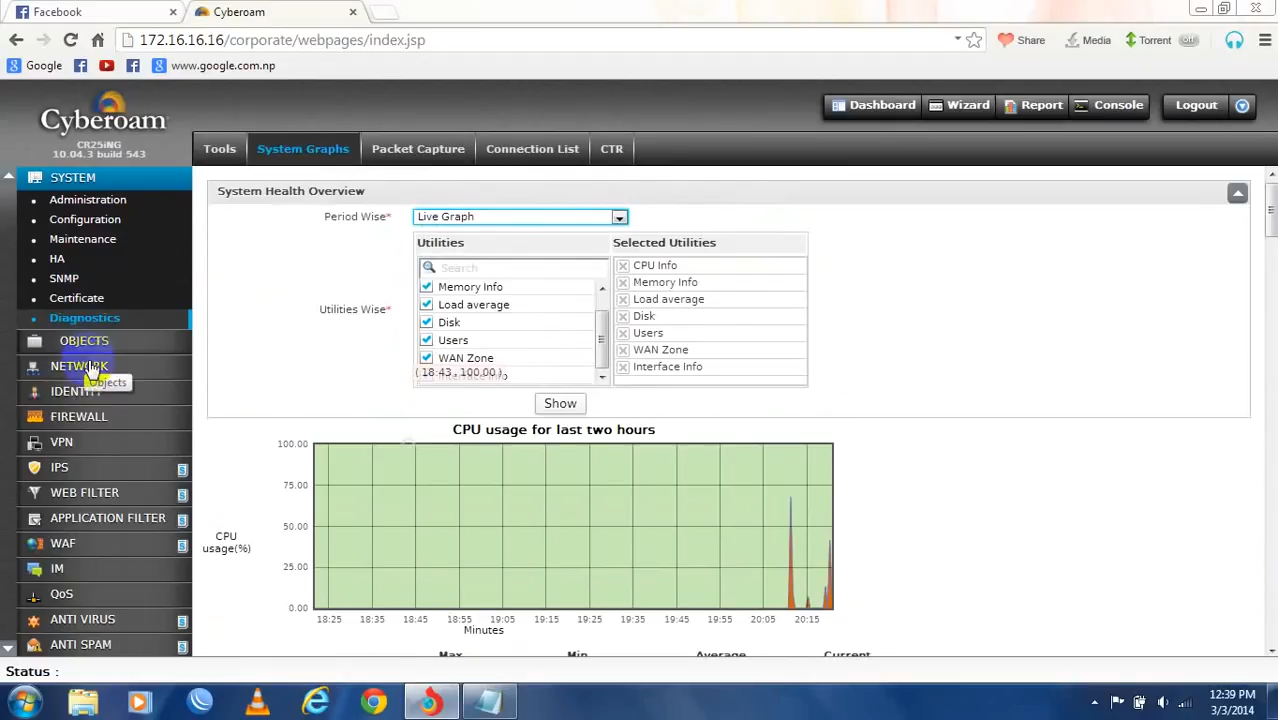 Facebook
Cyberoam
172.16.16.16/corporate/webpages/index.jsp
Share
Media
Torrent
off
Google
www.google.com.np
Cyberoam
CR25iNG
10.04.3 build 543
Dashboard
Wizard
Report
Console
Logout
Tools
System Graphs
Packet Capture
Connection List
CTR
SYSTEM
Administration
Configuration
Maintenance
HA
SNMP
Certificate
Diagnostics
OBJECTS
NETWORK
Objects
IDENTITY
FIREWALL
VPN
IPS
WEB FILTER
APPLICATION FILTER
WAF
IM
QoS
ANTI VIRUS
ANTI SPAM
System Health Overview
Period Wise*
Live Graph
Utilities
Selected Utilities
Search
Utilities Wise*
Memory Info
Load average
Disk
Users
WAN Zone
( 18:43 , 100.00 )
CPU Info
Memory Info
Load average
Disk
Users
WAN Zone
Interface Info
Show
CPU usage for last two hours
100.00
75.00
50.00
25.00
0.00
CPU
usage(%)
18:25 18:35 18:45 18:55 19:05 19:15 19:25 19:35 19:45 19:55 20:05 20:15
Minutes
Max Min Average Current
Status :
12:39 PM
3/3/2014